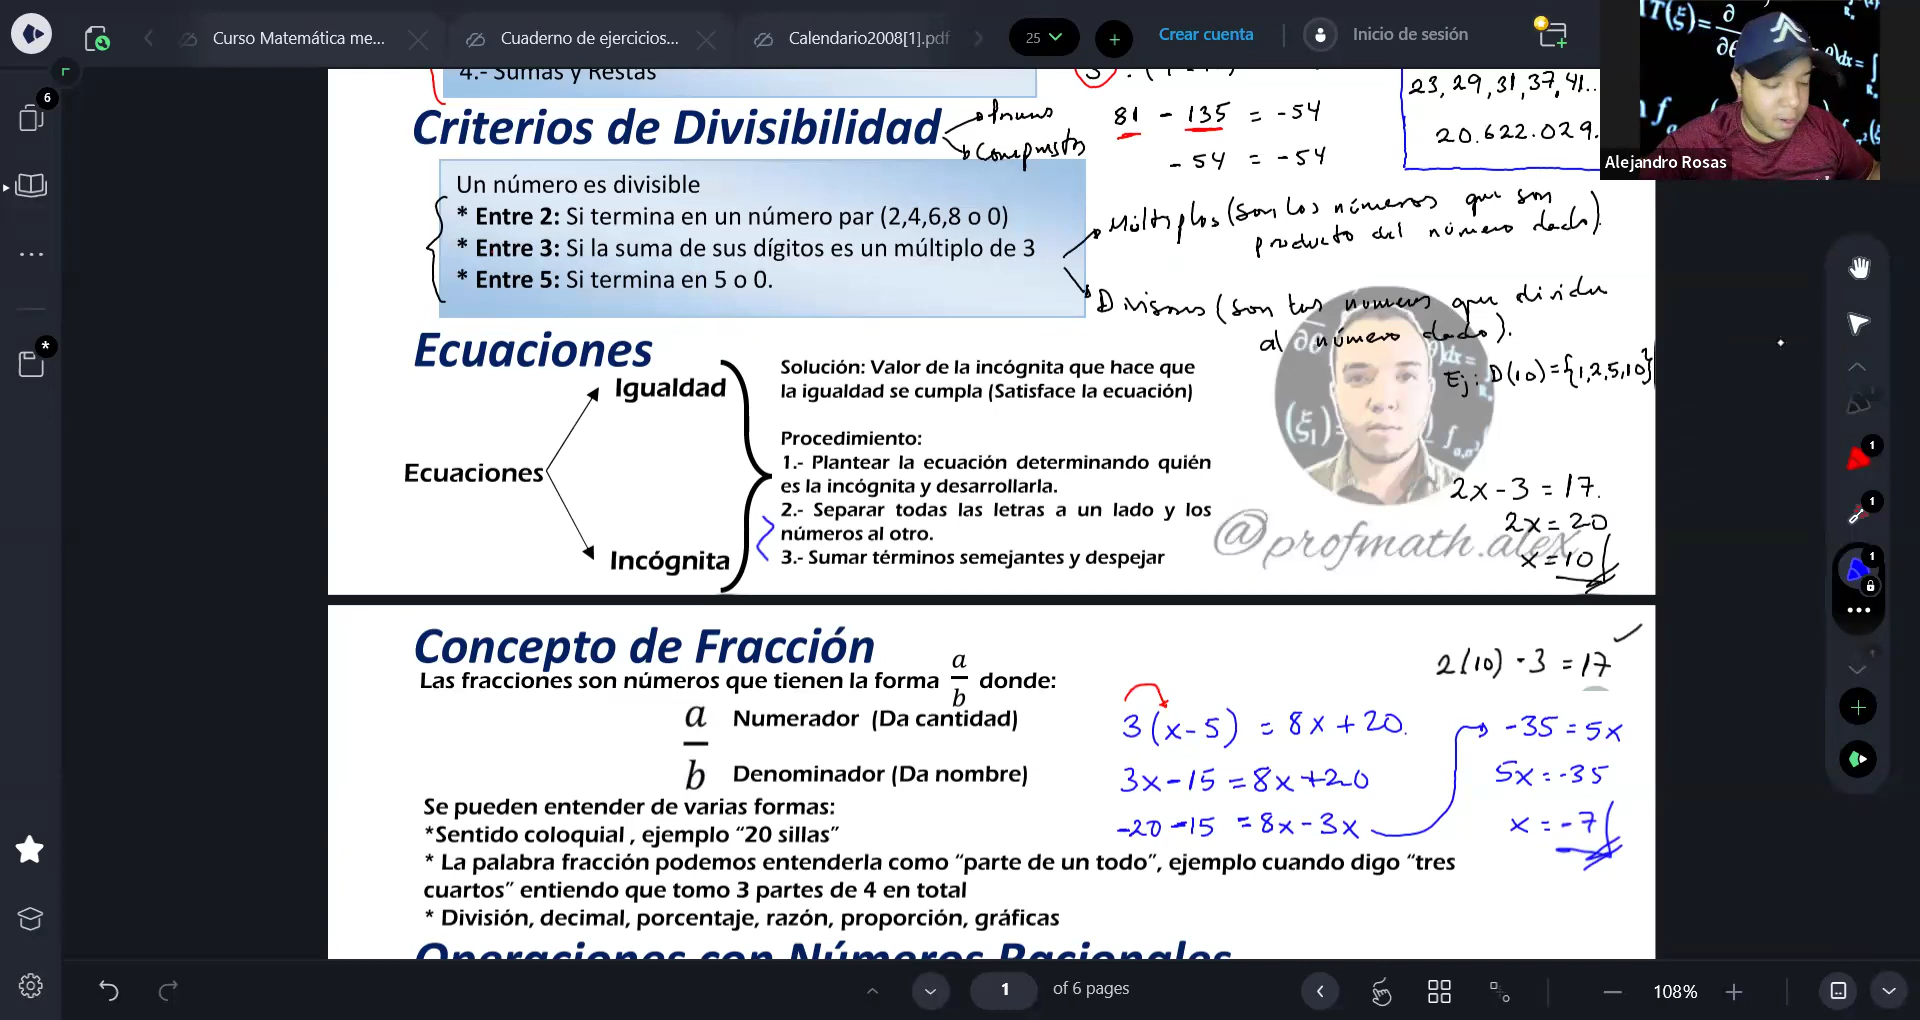 Curso Matemática me...
Cuaderno de ejercicios...
Calendario2008[1].pdf
25
Crear cuenta
Inicio de sesión
6
4.- Sumas y Restas
Criterios de Divisibilidad
Compuestos
81 - 135 = -54
-54 = -54
23, 29, 31, 37, 41..
20.622.029.
Alejandro Rosas
Un número es divisible
* Entre 2: Si termina en un número par (2,4,6,8 o 0)
* Entre 3: Si la suma de sus dígitos es un múltiplo de 3
* Entre 5: Si termina en 5 o 0.
Múltiplos (son los números que son
producto del número dado).
Divisores (son los números que dividen
al número dado).
Ej: D(10)={1,2,5,10}
Ecuaciones
Igualdad
Ecuaciones
Incógnita
Solución: Valor de la incógnita que hace que
la igualdad se cumpla (Satisface la ecuación)
Procedimiento:
1.- Plantear la ecuación determinando quién
es la incógnita y desarrollarla.
2.- Separar todas las letras a un lado y los
números al otro.
3.- Sumar términos semejantes y despejar
@profmath.alex
2x - 3 = 17.
2x = 20
x = 10
Concepto de Fracción
Las fracciones son números que tienen la forma a/b donde:
a Numerador (Da cantidad)
b Denominador (Da nombre)
Se pueden entender de varias formas:
*Sentido coloquial , ejemplo “20 sillas”
* La palabra fracción podemos entenderla como “parte de un todo”, ejemplo cuando digo “tres
cuartos” entiendo que tomo 3 partes de 4 en total
* División, decimal, porcentaje, razón, proporción, gráficas
2(10) - 3 = 17
3(x-5) = 8x+20.
3x-15 = 8x+20
-20-15 = 8x-3x
-35 = 5x
5x = -35
x = -7
Operaciones con Números Racionales
1
1
1
1 of 6 pages
108%